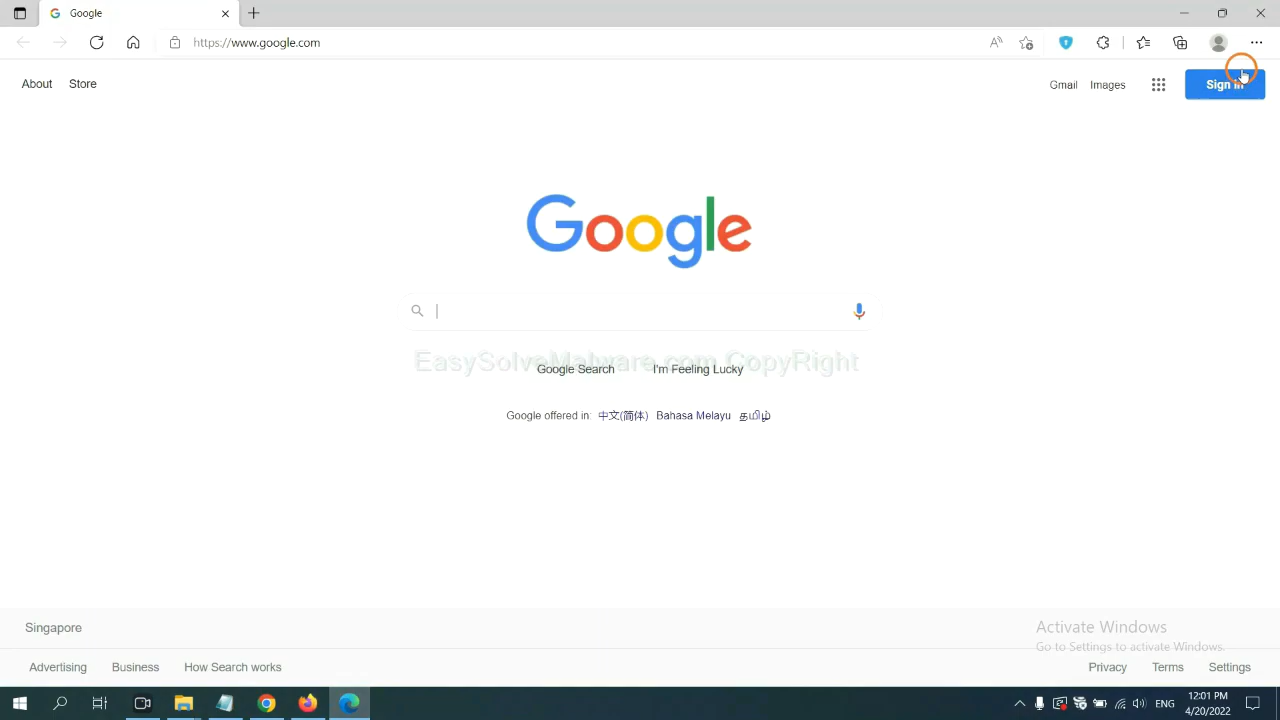 Google
https://www.google.com
About Store
Gmail Images Sign in
Google
EasySolveMalware.com CopyRight
Google Search I'm Feeling Lucky
Google offered in: 中文(简体) Bahasa Melayu தமிழ்
Singapore
Activate Windows
Go to Settings to activate Windows.
Advertising Business How Search works
Privacy Terms Settings
ENG
12:01 PM
4/20/2022